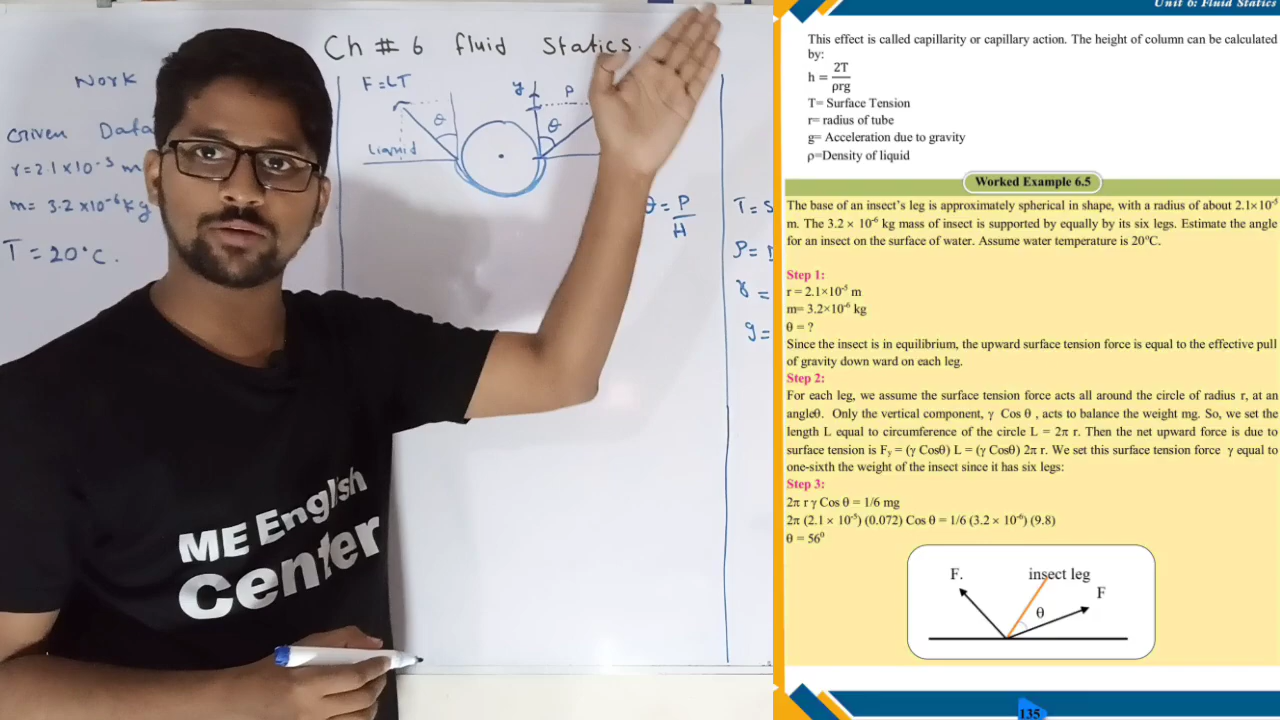 Ch # 6 fluid Statics.
Work
Given Data
r = 2.1 x 10⁻⁵ m
m = 3.2 x 10⁻⁶ kg
T = 20°C.
F = LT
θ
Liquid
y
P
θ
θ = P
H
T = S
ρ =
γ =
g =
ME English
Center
Unit 6: Fluid Statics
This effect is called capillarity or capillary action. The height of column can be calculated
by:
h = 2T
ρrg
T= Surface Tension
r= radius of tube
g= Acceleration due to gravity
ρ=Density of liquid
Worked Example 6.5
The base of an insect's leg is approximately spherical in shape, with a radius of about 2.1×10⁻⁵
m. The 3.2 × 10⁻⁶ kg mass of insect is supported by equally by its six legs. Estimate the angle
for an insect on the surface of water. Assume water temperature is 20°C.
Step 1:
r = 2.1×10⁻⁵ m
m= 3.2×10⁻⁶ kg
θ = ?
Since the insect is in equilibrium, the upward surface tension force is equal to the effective pull
of gravity down ward on each leg.
Step 2:
For each leg, we assume the surface tension force acts all around the circle of radius r, at an
angleθ. Only the vertical component, γ Cos θ , acts to balance the weight mg. So, we set the
length L equal to circumference of the circle L = 2π r. Then the net upward force is due to
surface tension is Fᵧ = (γ Cosθ) L = (γ Cosθ) 2π r. We set this surface tension force γ equal to
one-sixth the weight of the insect since it has six legs:
Step 3:
2π r γ Cos θ = 1/6 mg
2π (2.1 × 10⁻⁵) (0.072) Cos θ = 1/6 (3.2 × 10⁻⁶) (9.8)
θ = 56⁰
F.
insect leg
F
θ
135